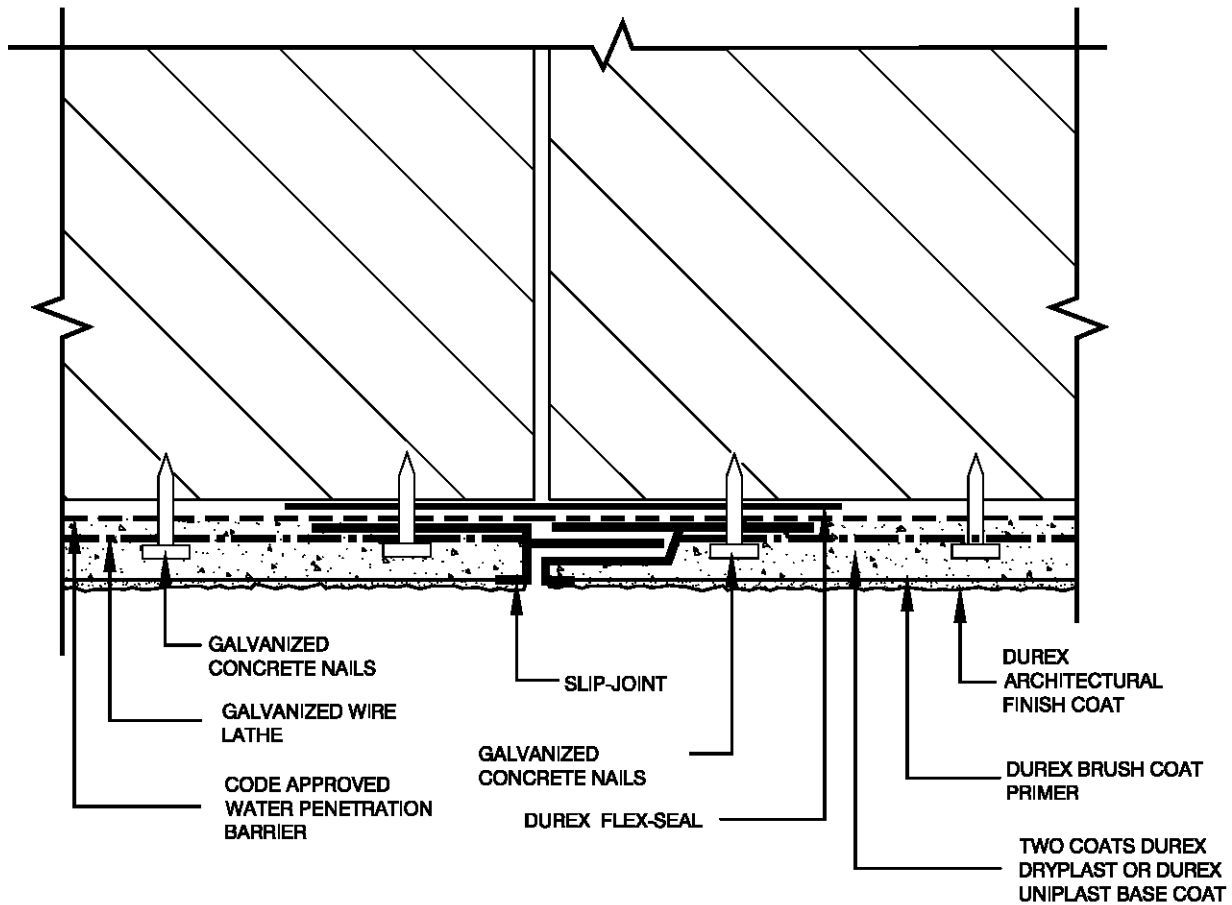 GALVANIZED
CONCRETE NAILS
GALVANIZED WIRE
LATHE
CODE APPROVED
WATER PENETRATION
BARRIER
SLIP-JOINT
GALVANIZED
CONCRETE NAILS
DUREX FLEX-SEAL
DUREX
ARCHITECTURAL
FINISH COAT
DUREX BRUSH COAT
PRIMER
TWO COATS DUREX
DRYPLAST OR DUREX
UNIPLAST BASE COAT